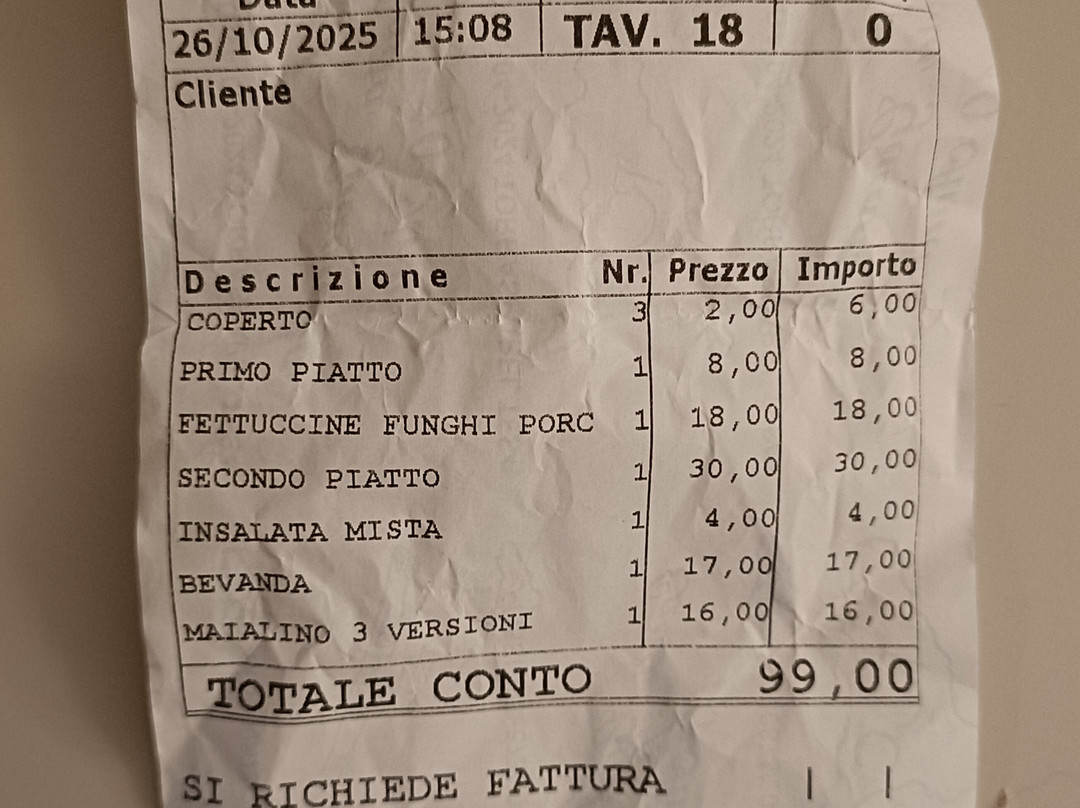 Data
26/10/2025 15:08 TAV. 18 0
Cliente
Descrizione Nr. Prezzo Importo
COPERTO 3 2,00 6,00
PRIMO PIATTO 1 8,00 8,00
FETTUCCINE FUNGHI PORC 1 18,00 18,00
SECONDO PIATTO 1 30,00 30,00
INSALATA MISTA 1 4,00 4,00
BEVANDA 1 17,00 17,00
MAIALINO 3 VERSIONI 1 16,00 16,00
TOTALE CONTO 99,00
SI RICHIEDE FATTURA | |